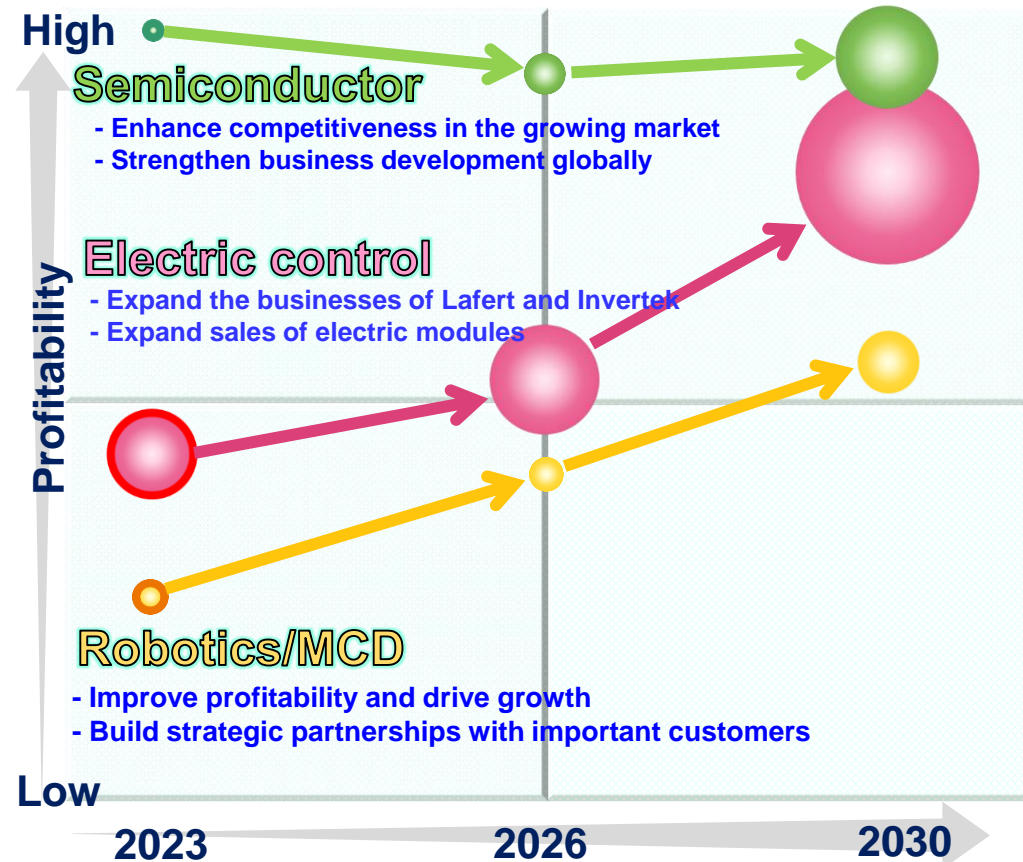 High
Semiconductor
- Enhance competitiveness in the growing market
- Strengthen business development globally
Electric control
- Expand the businesses of Lafert and Invertek
- Expand sales of electric modules
Profitability
Robotics/MCD
- Improve profitability and drive growth
- Build strategic partnerships with important customers
Low
2023 2026 2030